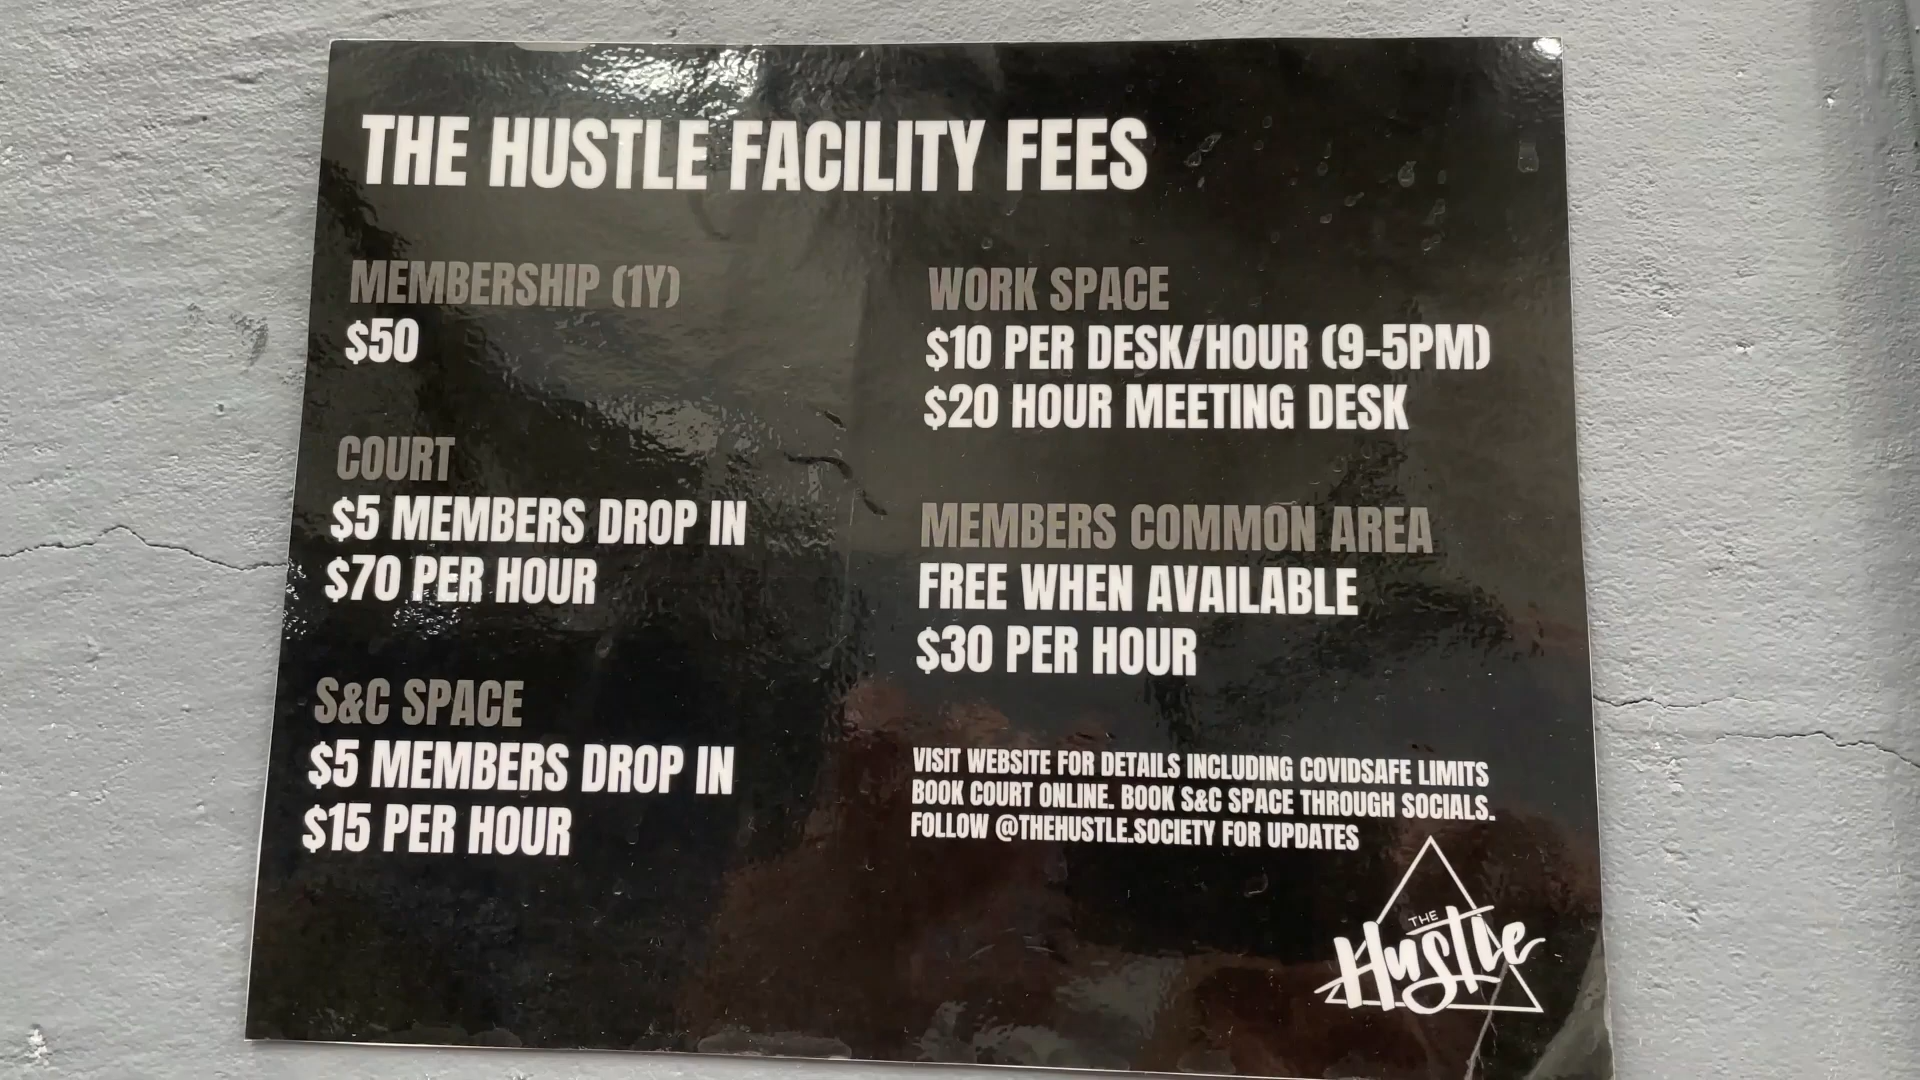 THE HUSTLE FACILITY FEES
MEMBERSHIP (1Y)
$50
COURT
$5 MEMBERS DROP IN
$70 PER HOUR
S&C SPACE
$5 MEMBERS DROP IN
$15 PER HOUR
WORK SPACE
$10 PER DESK/HOUR (9-5PM)
$20 HOUR MEETING DESK
MEMBERS COMMON AREA
FREE WHEN AVAILABLE
$30 PER HOUR
VISIT WEBSITE FOR DETAILS INCLUDING COVIDSAFE LIMITS
BOOK COURT ONLINE. BOOK S&C SPACE THROUGH SOCIALS.
FOLLOW @THEHUSTLE.SOCIETY FOR UPDATES
THE
Hustle